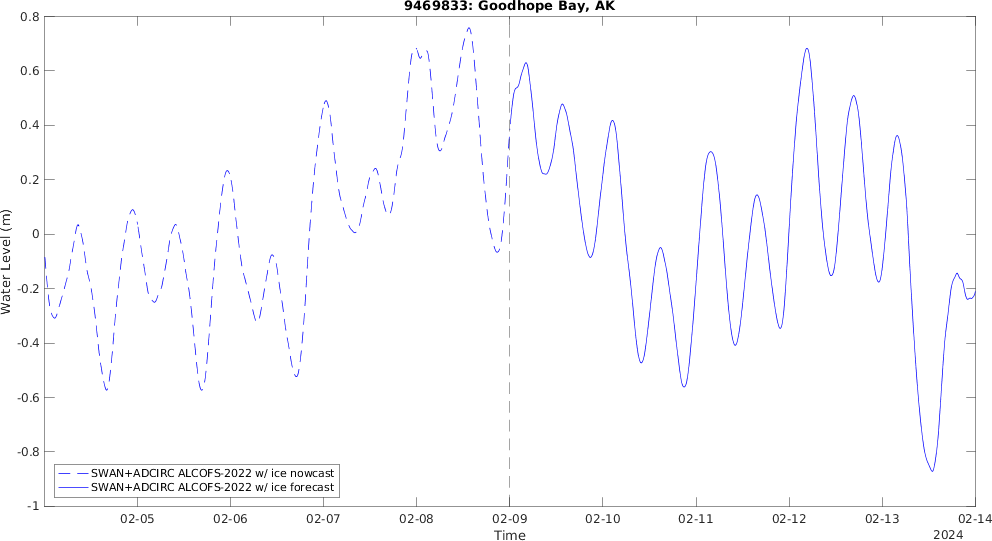 9469833: Goodhope Bay, AK
Water Level (m)
0.8
0.6
0.4
0.2
0
-0.2
-0.4
-0.6
-0.8
-1
SWAN+ADCIRC ALCOFS-2022 w/ ice nowcast
SWAN+ADCIRC ALCOFS-2022 w/ ice forecast
02-05 02-06 02-07 02-08 02-09 02-10 02-11 02-12 02-13 02-14
Time
2024